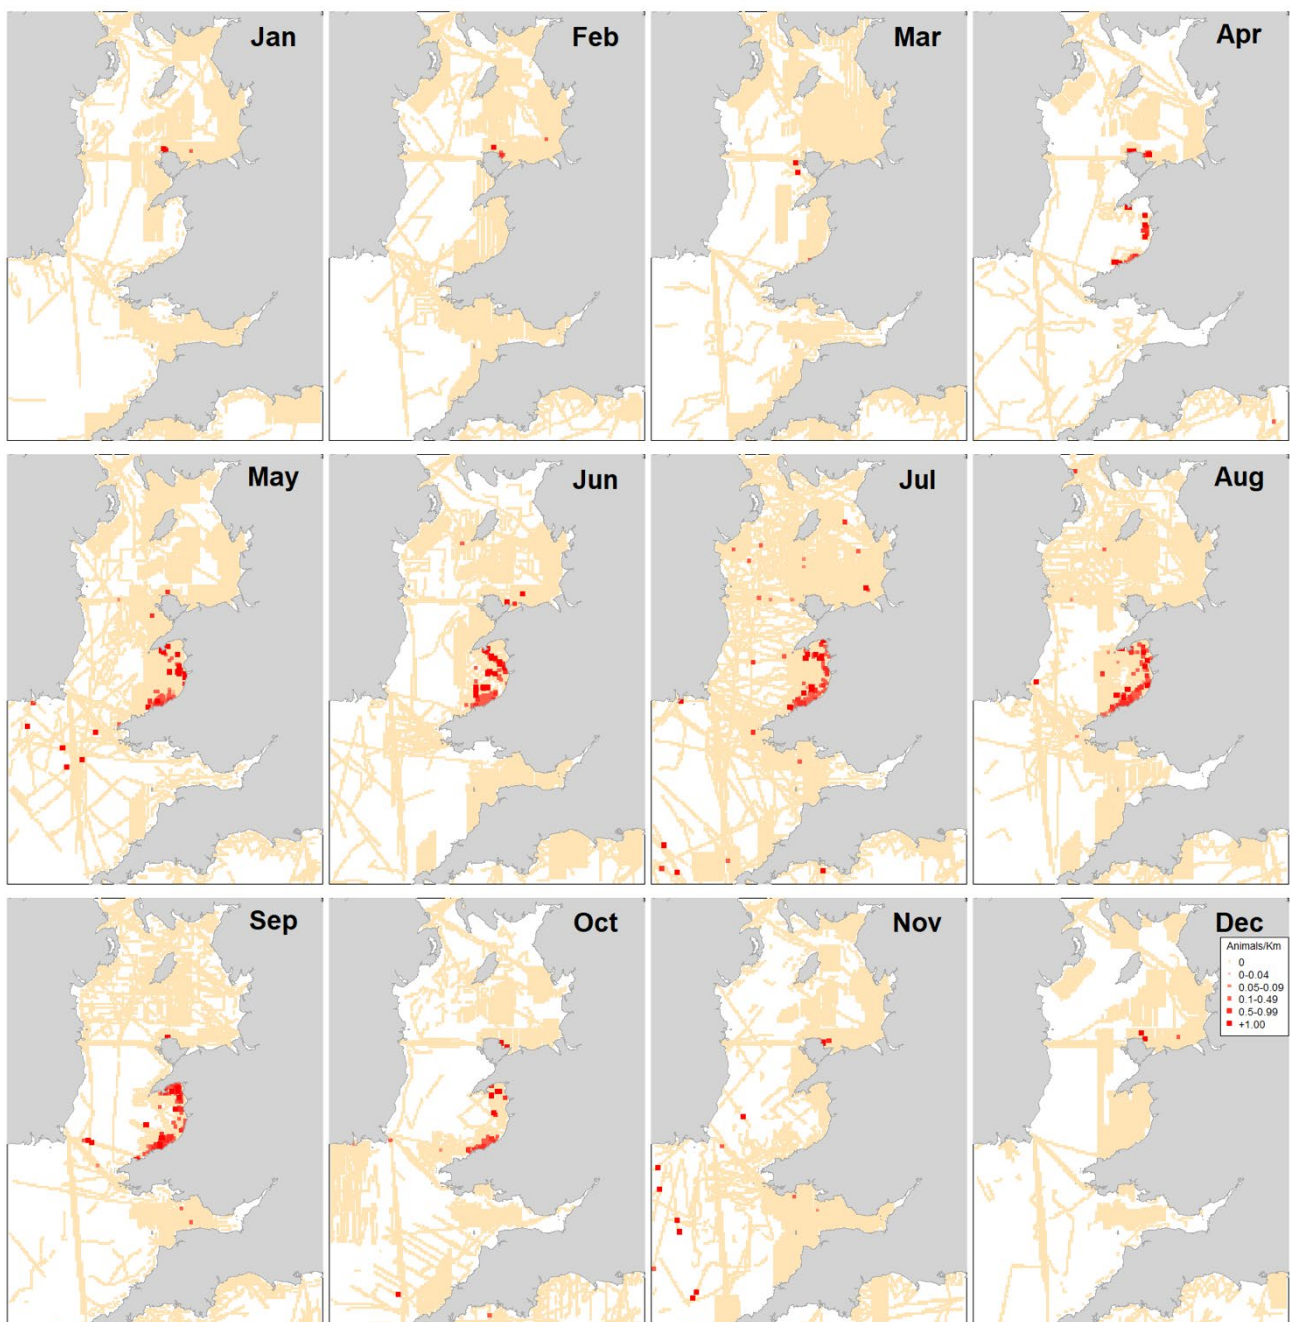 Jan
Feb
Mar
Apr
May
Jun
Jul
Aug
Sep
Oct
Nov
Dec
Animals/Km
0
0-0.04
0.05-0.09
0.1-0.49
0.5-0.99
+1.00